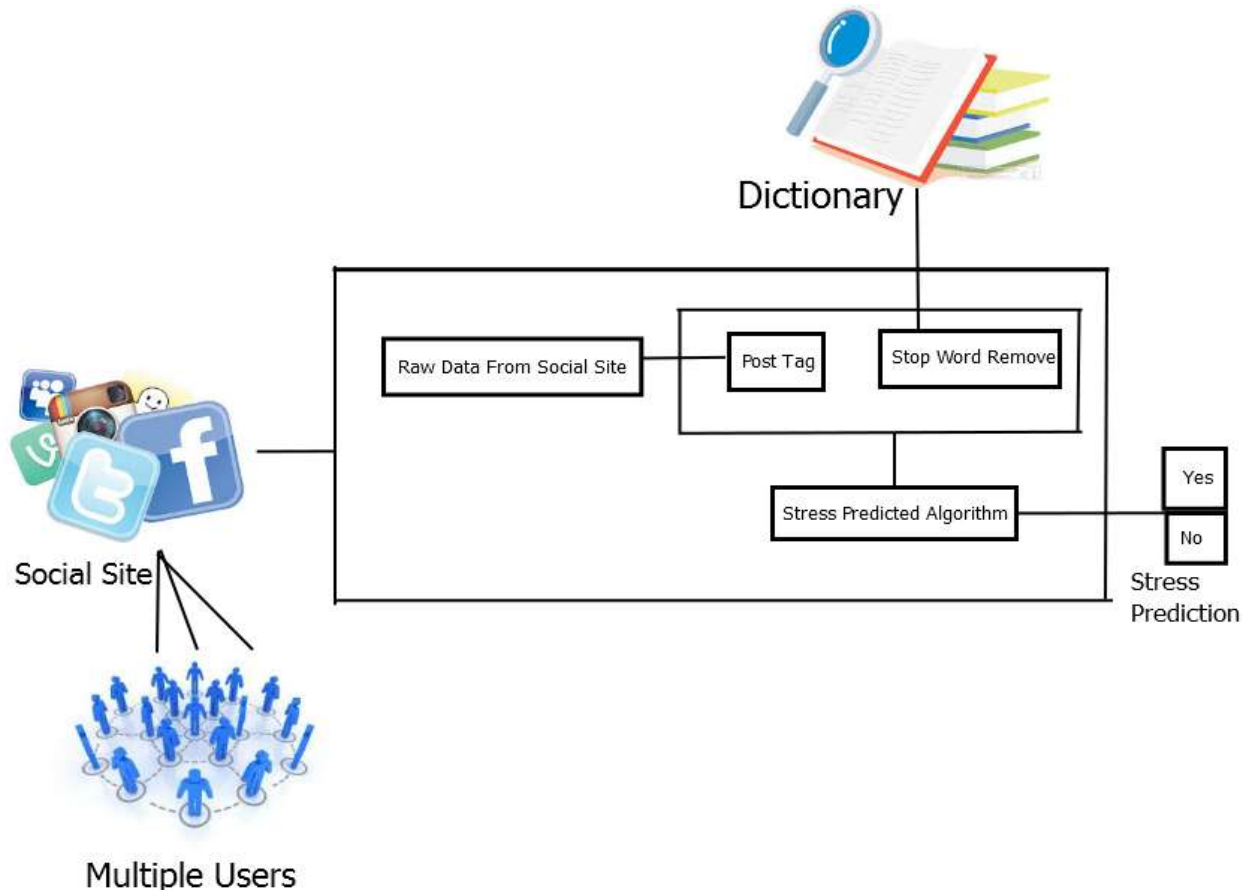 Dictionary
Raw Data From Social Site
Post Tag
Stop Word Remove
Stress Predicted Algorithm
Yes
No
Stress
Prediction
Social Site
Multiple Users